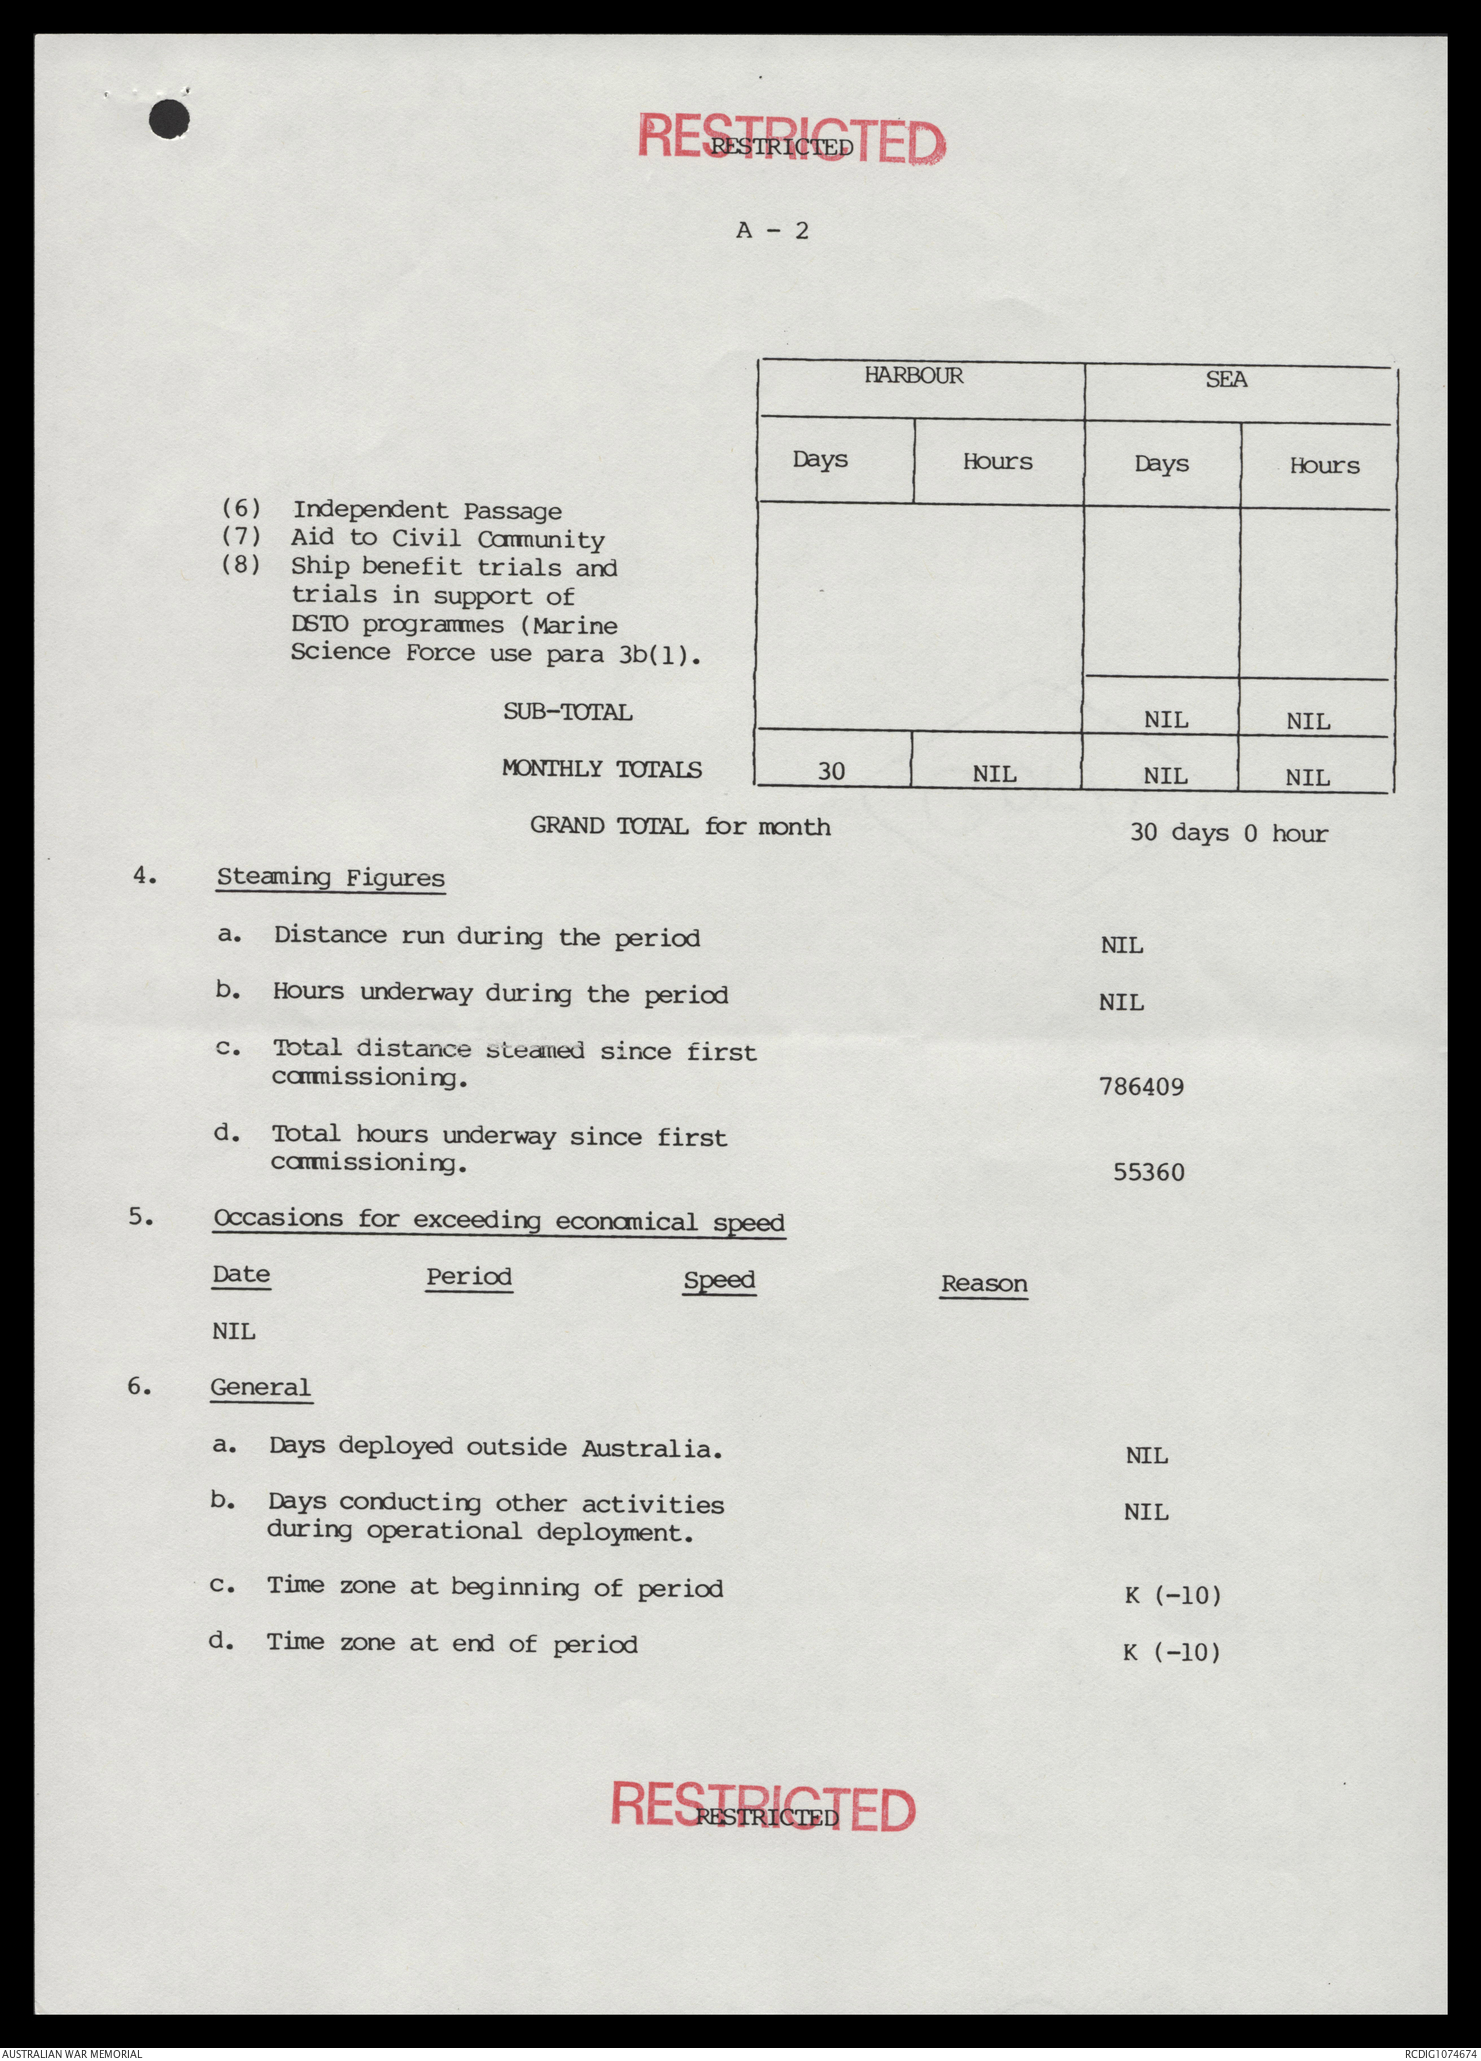 RESTRICTED
RESTRICTED
A - 2
HARBOUR SEA
Days Hours Days Hours
(6) Independent Passage
(7) Aid to Civil Community
(8) Ship benefit trials and
trials in support of
DSTO programmes (Marine
Science Force use para 3b(1).
SUB-TOTAL NIL NIL
MONTHLY TOTALS 30 NIL NIL NIL
GRAND TOTAL for month 30 days 0 hour
4. Steaming Figures
a. Distance run during the period NIL
b. Hours underway during the period NIL
c. Total distance steamed since first
commissioning. 786409
d. Total hours underway since first
commissioning. 55360
5. Occasions for exceeding economical speed
Date Period Speed Reason
NIL
6. General
a. Days deployed outside Australia. NIL
b. Days conducting other activities NIL
during operational deployment.
c. Time zone at beginning of period K (-10)
d. Time zone at end of period K (-10)
RESTRICTED
RESTRICTED
AUSTRALIAN WAR MEMORIAL RCDIG1074674